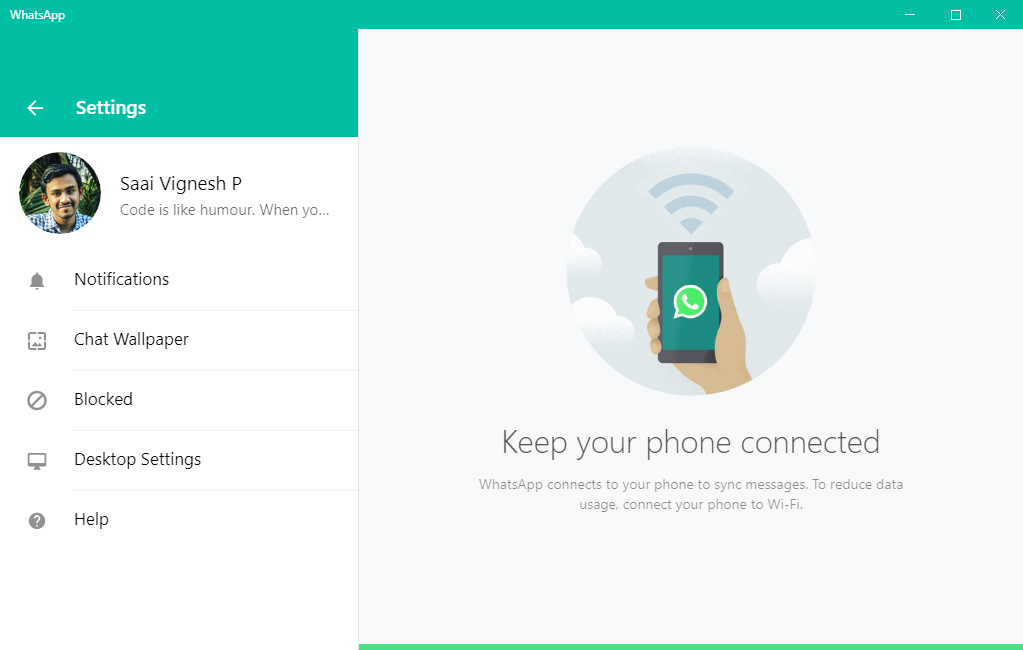 WhatsApp
Settings
Saai Vignesh P
Code is like humour. When yo...
Notifications
Chat Wallpaper
Blocked
Desktop Settings
Help
Keep your phone connected
WhatsApp connects to your phone to sync messages. To reduce data
usage, connect your phone to Wi-Fi.